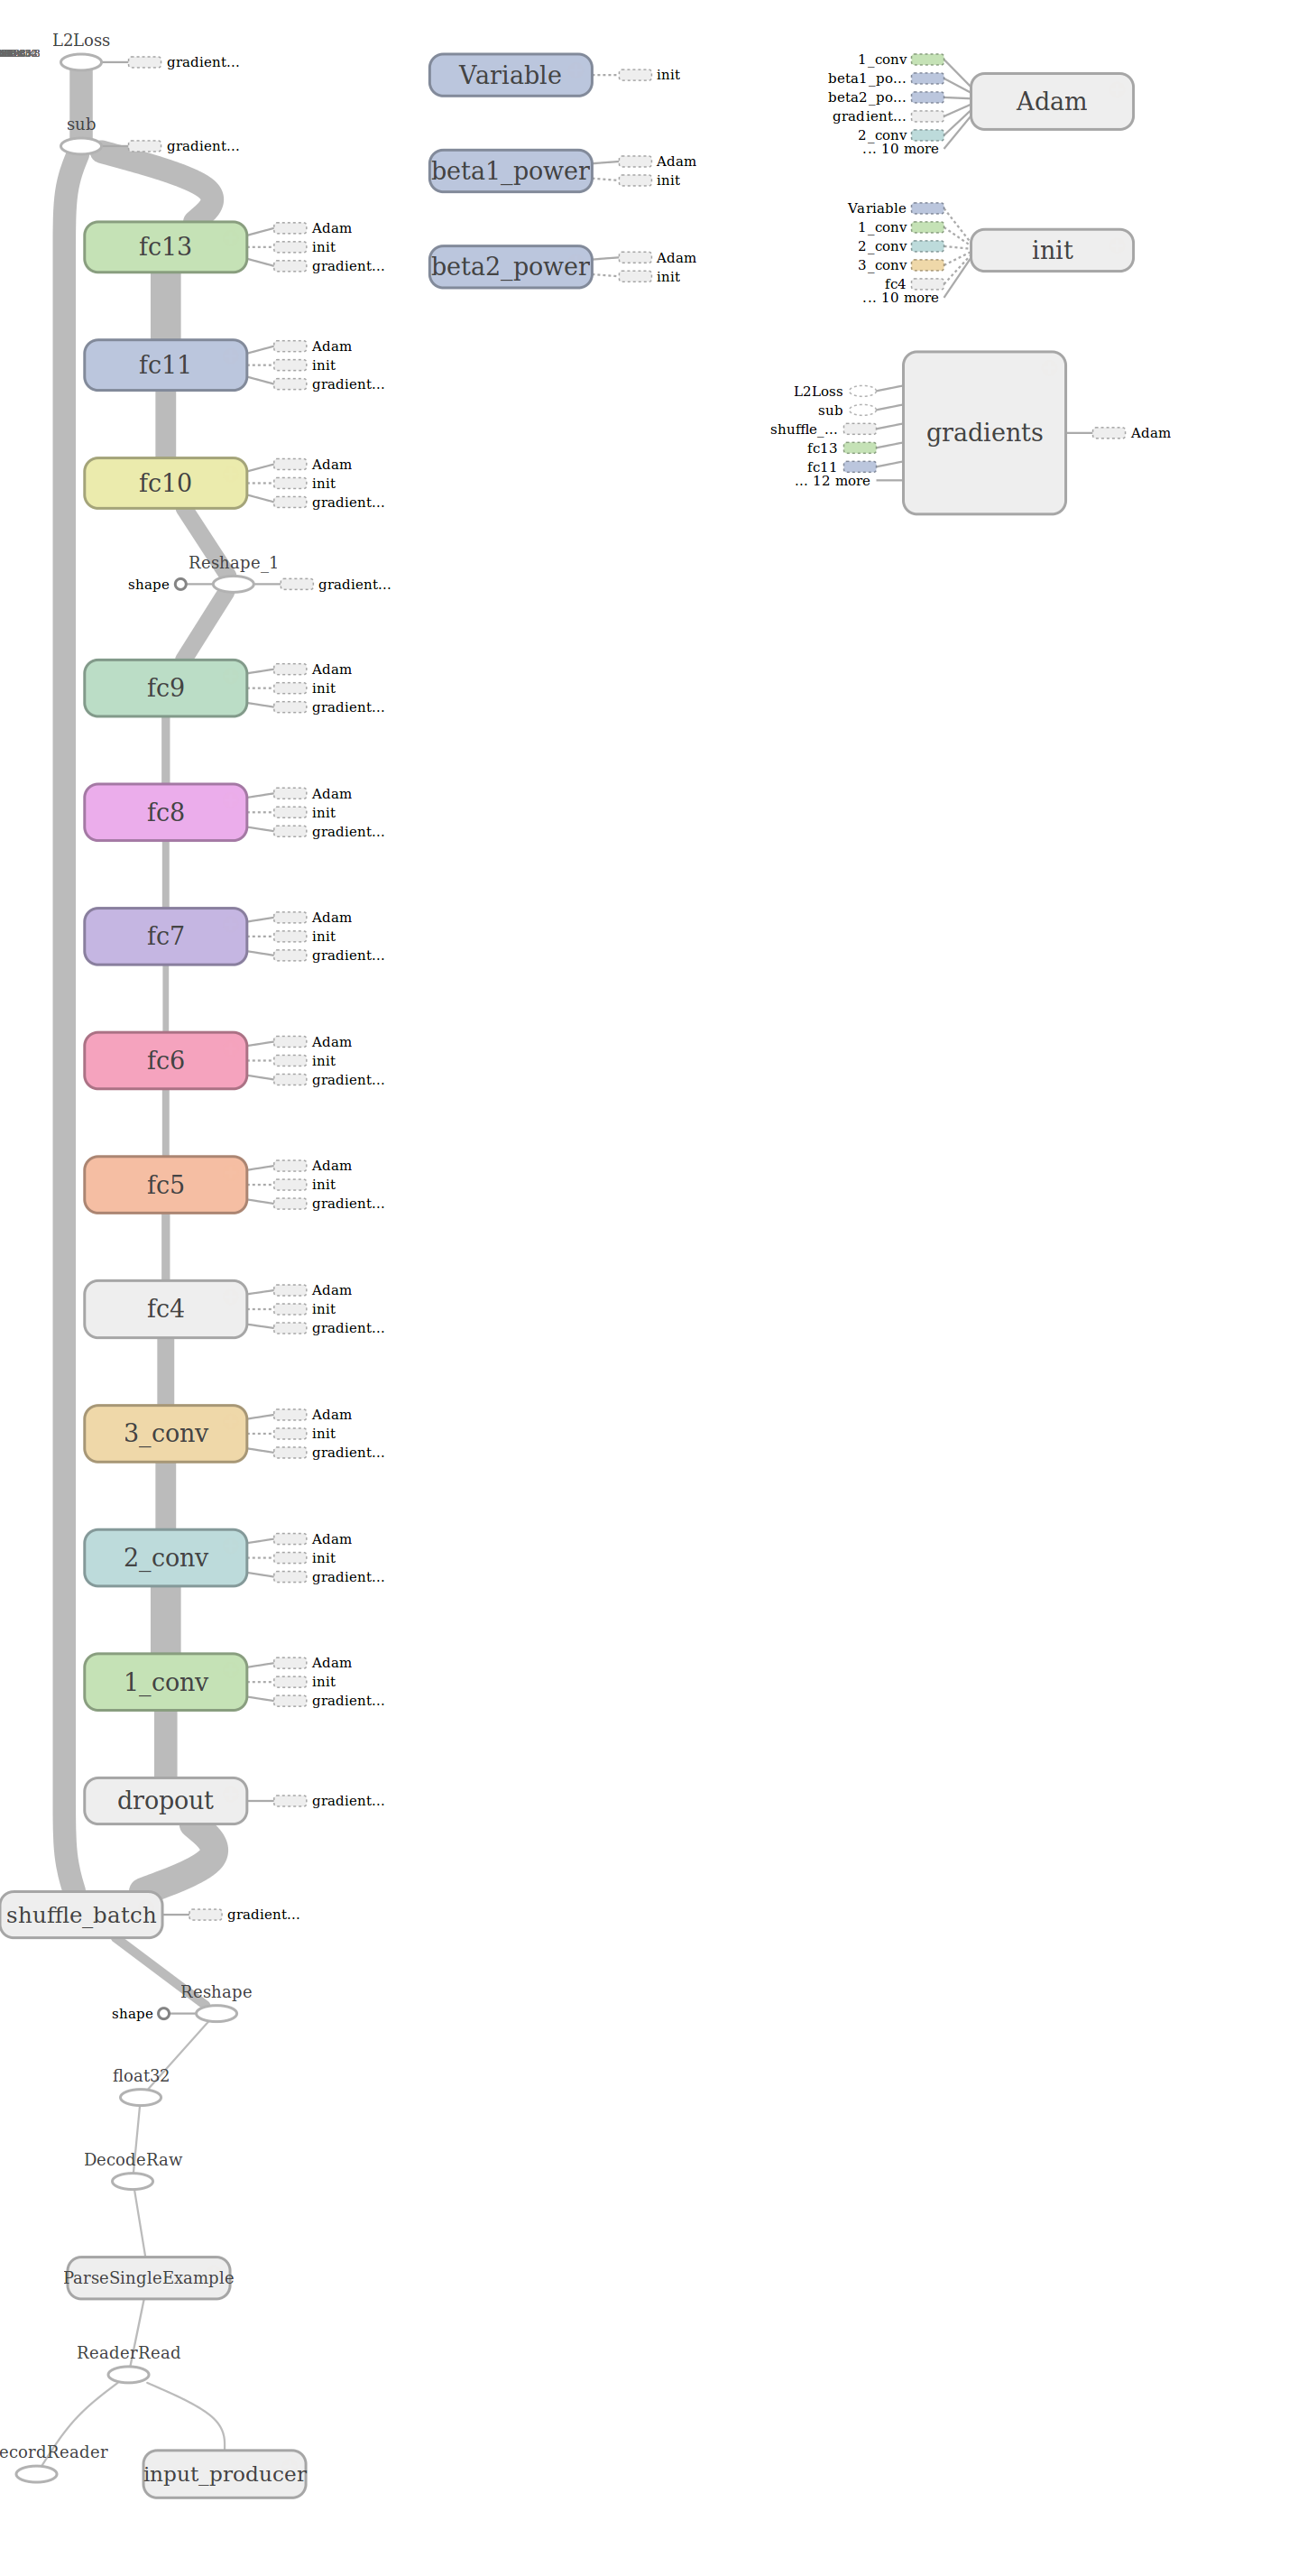 L2Loss
gradient...
sub
gradient...
fc13
Adam
init
gradient...
fc11
Adam
init
gradient...
fc10
Adam
init
gradient...
Reshape_1
shape
gradient...
fc9
Adam
init
gradient...
fc8
Adam
init
gradient...
fc7
Adam
init
gradient...
fc6
Adam
init
gradient...
fc5
Adam
init
gradient...
fc4
Adam
init
gradient...
3_conv
Adam
init
gradient...
2_conv
Adam
init
gradient...
1_conv
Adam
init
gradient...
dropout
gradient...
shuffle_batch
gradient...
Reshape
shape
float32
DecodeRaw
ParseSingleExample
ReaderRead
ecordReader
input_producer
Variable
init
beta1_power
Adam
init
beta2_power
Adam
init
1_conv
beta1_po...
beta2_po...
gradient...
2_conv
... 10 more
Adam
Variable
1_conv
2_conv
3_conv
fc4
... 10 more
init
L2Loss
sub
shuffle_...
fc13
fc11
... 12 more
gradients
Adam